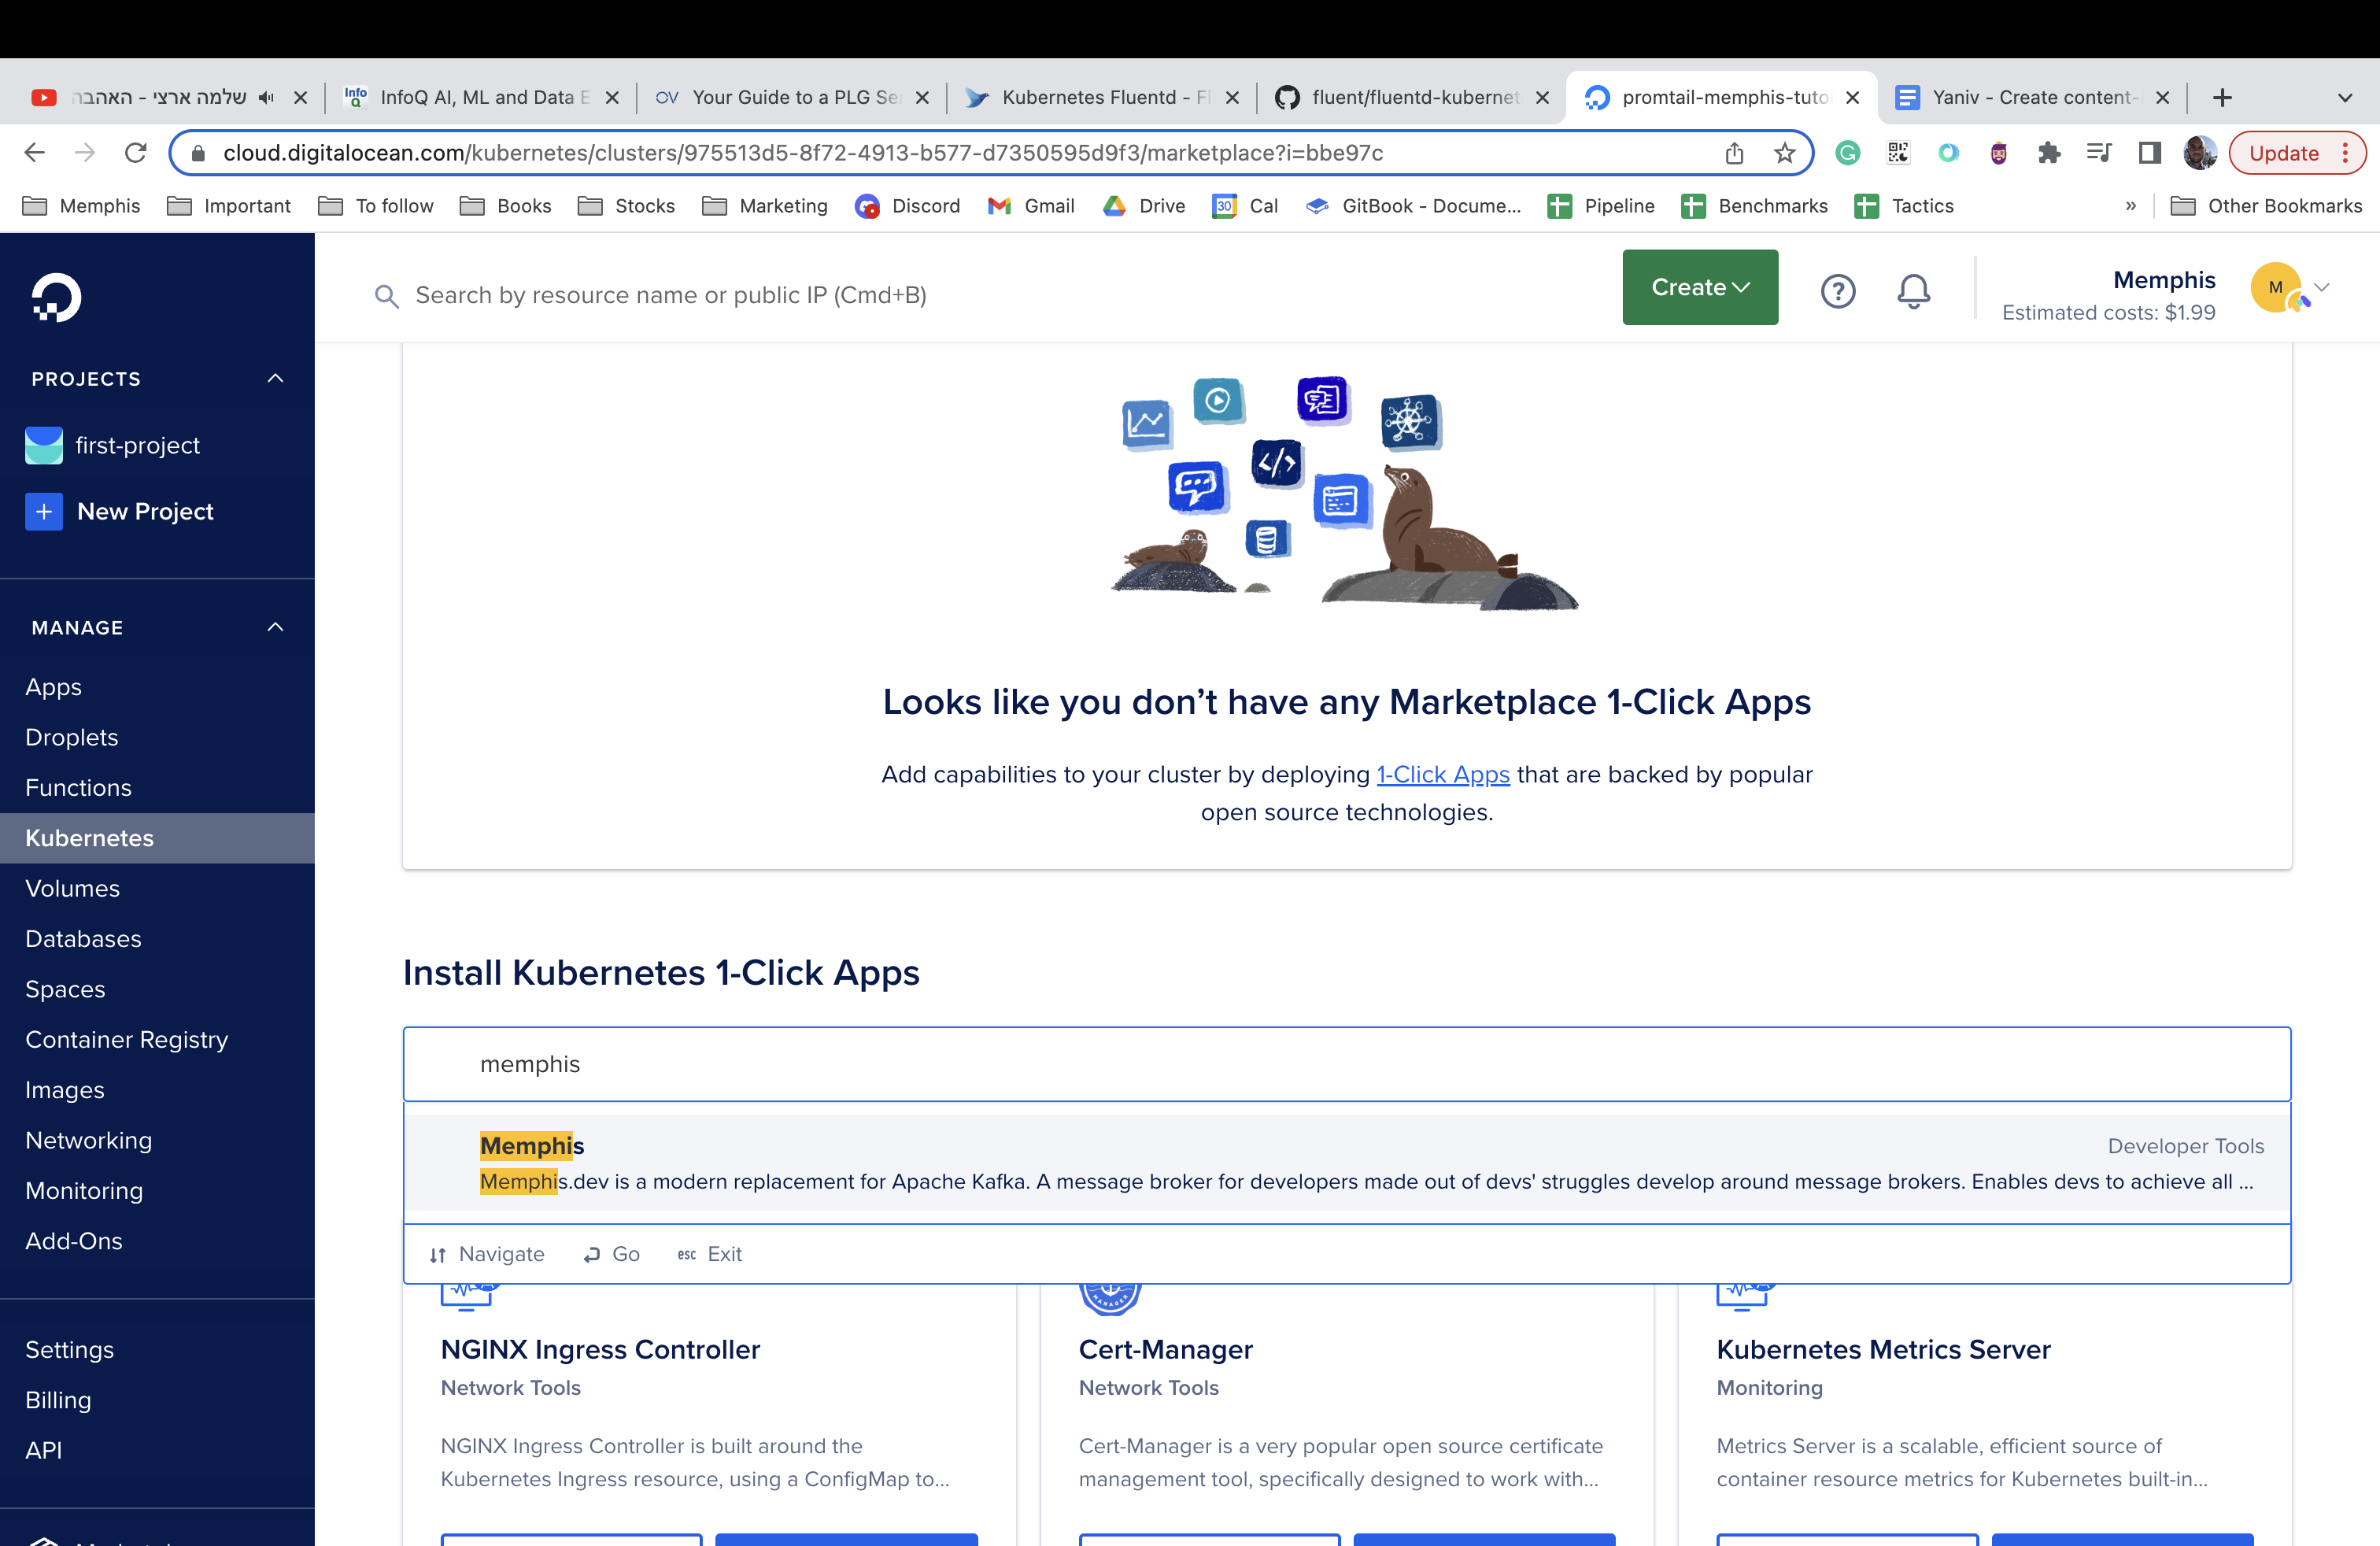 שלמה ארצי - האהבה
InfoQ AI, ML and Data E
Your Guide to a PLG Se
Kubernetes Fluentd - Fl
fluent/fluentd-kubernet
promtail-memphis-tuto
Yaniv - Create content-
cloud.digitalocean.com/kubernetes/clusters/975513d5-8f72-4913-b577-d7350595d9f3/marketplace?i=bbe97c
Update
Memphis
Important
To follow
Books
Stocks
Marketing
Discord
Gmail
Drive
30 Cal
GitBook - Docume...
Pipeline
Benchmarks
Tactics
»
Other Bookmarks
Search by resource name or public IP (Cmd+B)
Create
Memphis
Estimated costs: $1.99
M
PROJECTS
first-project
New Project
MANAGE
Apps
Droplets
Functions
Kubernetes
Volumes
Databases
Spaces
Container Registry
Images
Networking
Monitoring
Add-Ons
Settings
Billing
API
Looks like you don’t have any Marketplace 1-Click Apps
Add capabilities to your cluster by deploying 1-Click Apps that are backed by popular
open source technologies.
Install Kubernetes 1-Click Apps
memphis
Memphis
Developer Tools
Memphis.dev is a modern replacement for Apache Kafka. A message broker for developers made out of devs' struggles develop around message brokers. Enables devs to achieve all ...
Navigate
Go
esc Exit
MANAGER
NGINX Ingress Controller
Network Tools
NGINX Ingress Controller is built around the
Kubernetes Ingress resource, using a ConfigMap to...
Cert-Manager
Network Tools
Cert-Manager is a very popular open source certificate
management tool, specifically designed to work with...
Kubernetes Metrics Server
Monitoring
Metrics Server is a scalable, efficient source of
container resource metrics for Kubernetes built-in...